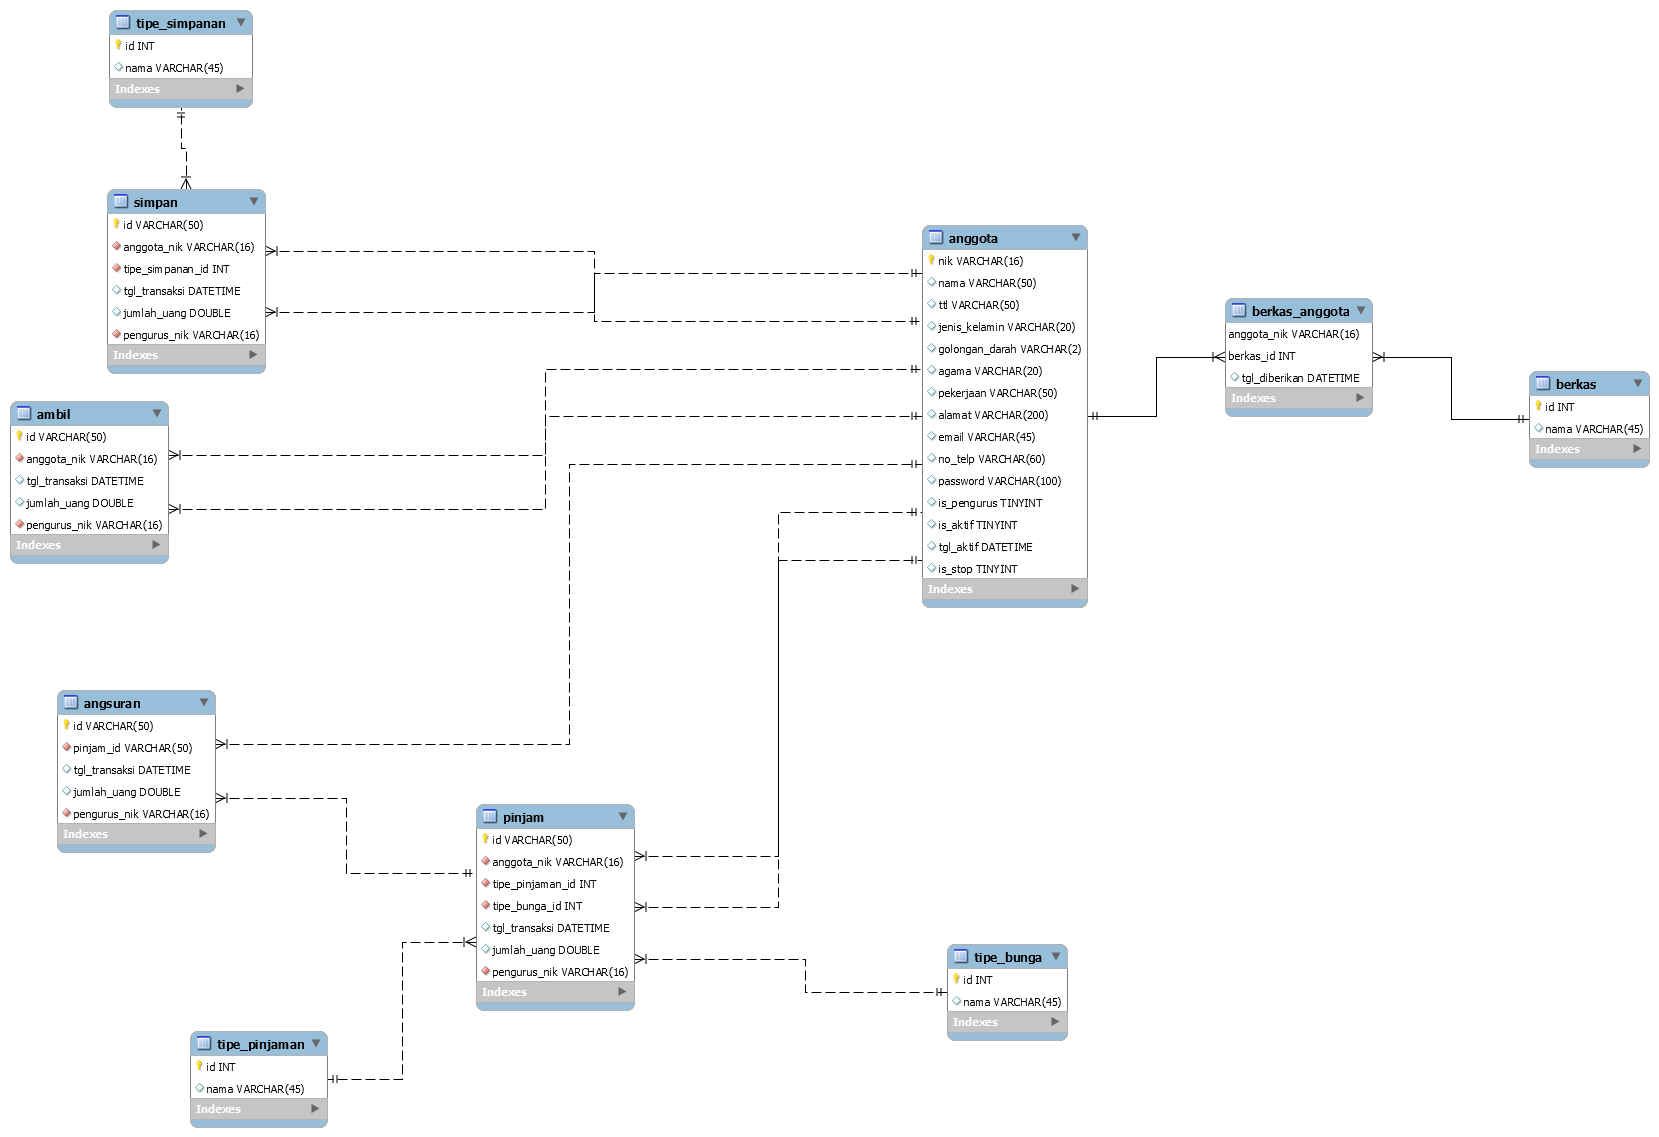 tipe_simpanan
id INT
nama VARCHAR(45)
Indexes
simpan
id VARCHAR(50)
anggota_nik VARCHAR(16)
tipe_simpanan_id INT
tgl_transaksi DATETIME
jumlah_uang DOUBLE
pengurus_nik VARCHAR(16)
Indexes
ambil
id VARCHAR(50)
anggota_nik VARCHAR(16)
tgl_transaksi DATETIME
jumlah_uang DOUBLE
pengurus_nik VARCHAR(16)
Indexes
anggota
nik VARCHAR(16)
nama VARCHAR(50)
ttl VARCHAR(50)
jenis_kelamin VARCHAR(20)
golongan_darah VARCHAR(2)
agama VARCHAR(20)
pekerjaan VARCHAR(50)
alamat VARCHAR(200)
email VARCHAR(45)
no_telp VARCHAR(60)
password VARCHAR(100)
is_pengurus TINYINT
is_aktif TINYINT
tgl_aktif DATETIME
is_stop TINYINT
Indexes
berkas_anggota
anggota_nik VARCHAR(16)
berkas_id INT
tgl_diberikan DATETIME
Indexes
berkas
id INT
nama VARCHAR(45)
Indexes
angsuran
id VARCHAR(50)
pinjam_id VARCHAR(50)
tgl_transaksi DATETIME
jumlah_uang DOUBLE
pengurus_nik VARCHAR(16)
Indexes
pinjam
id VARCHAR(50)
anggota_nik VARCHAR(16)
tipe_pinjaman_id INT
tipe_bunga_id INT
tgl_transaksi DATETIME
jumlah_uang DOUBLE
pengurus_nik VARCHAR(16)
Indexes
tipe_bunga
id INT
nama VARCHAR(45)
Indexes
tipe_pinjaman
id INT
nama VARCHAR(45)
Indexes